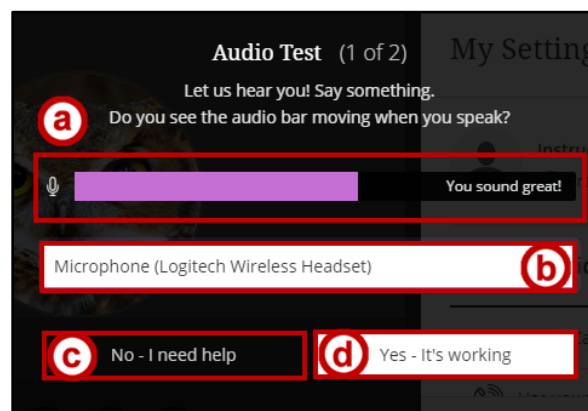 Audio Test (1 of 2)
My Setting
Let us hear you! Say something.
a
Do you see the audio bar moving when you speak?
Instru
You sound great!
Microphone (Logitech Wireless Headset)
b
c
No - I need help
d
Yes - It's working